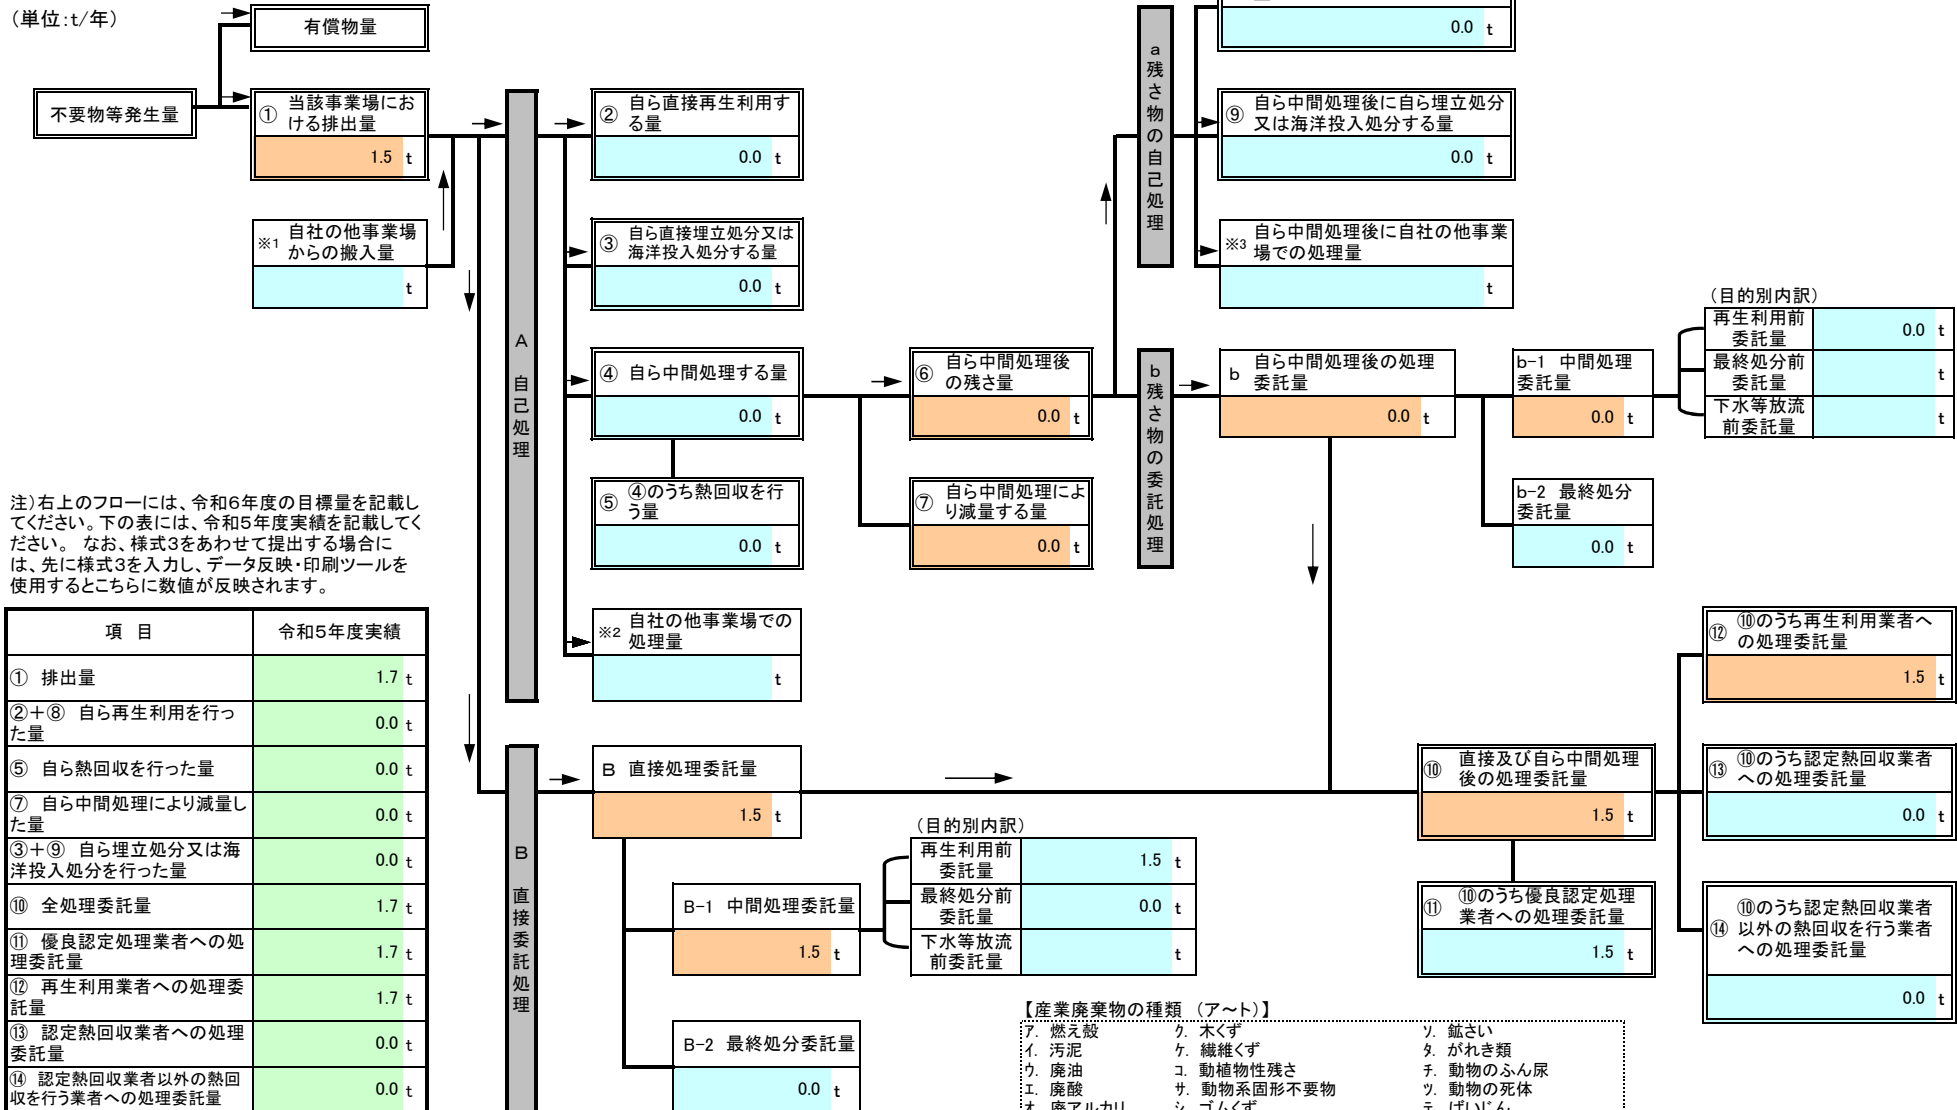 （単位：t/年）
有償物量
不要物等発生量
① 当該事業場にお
ける排出量
1.5 t
※1 自社の他事業場
からの搬入量
t
A 自己処理
② 自ら直接再生利用す
る量
0.0 t
③ 自ら直接埋立処分又は
海洋投入処分する量
0.0 t
④ 自ら中間処理する量
0.0 t
⑤ ④のうち熱回収を行
う量
0.0 t
※2 自社の他事業場での
処理量
t
⑥ 自ら中間処理後
の残さ量
0.0 t
⑦ 自ら中間処理によ
り減量する量
0.0 t
a 残さ物の自己処理
0.0 t
⑨ 自ら中間処理後に自ら埋立処分
又は海洋投入処分する量
0.0 t
※3 自ら中間処理後に自社の他事業
場での処理量
t
b 残さ物の委託処理
b 自ら中間処理後の処理
委託量
0.0 t
b-1 中間処理
委託量
0.0 t
（目的別内訳）
再生利用前
委託量
0.0 t
最終処分前
委託量
t
下水等放流
前委託量
t
b-2 最終処分
委託量
0.0 t
注）右上のフローには、令和６年度の目標量を記載し
てください。下の表には、令和５年度実績を記載してく
ださい。 なお、様式３をあわせて提出する場合に
は、先に様式３を入力し、データ反映・印刷ツールを
使用するとこちらに数値が反映されます。
項 目 令和５年度実績
① 排出量 1.7 t
②＋⑧ 自ら再生利用を行っ
た量
0.0 t
⑤ 自ら熱回収を行った量 0.0 t
⑦ 自ら中間処理により減量し
た量
0.0 t
③＋⑨ 自ら埋立処分又は海
洋投入処分を行った量
0.0 t
⑩ 全処理委託量 1.7 t
⑪ 優良認定処理業者への処
理委託量
1.7 t
⑫ 再生利用業者への処理委
託量
1.7 t
⑬ 認定熱回収業者への処理
委託量
0.0 t
⑭ 認定熱回収業者以外の熱回
収を行う業者への処理委託量
0.0 t
B 直接委託処理
B 直接処理委託量
1.5 t
B-1 中間処理委託量
1.5 t
（目的別内訳）
再生利用前
委託量
1.5 t
最終処分前
委託量
0.0 t
下水等放流
前委託量
t
B-2 最終処分委託量
0.0 t
⑩ 直接及び自ら中間処理
後の処理委託量
1.5 t
⑪ ⑩のうち優良認定処理
業者への処理委託量
1.5 t
⑫ ⑩のうち再生利用業者へ
の処理委託量
1.5 t
⑬ ⑩のうち認定熱回収業者
への処理委託量
0.0 t
⑭ ⑩のうち認定熱回収業者
以外の熱回収を行う業者
への処理委託量
0.0 t
【産業廃棄物の種類 （ア～ト）】
ア. 燃え殻 ク. 木くず ソ. 鉱さい
イ. 汚泥 ケ. 繊維くず タ. がれき類
ウ. 廃油 コ. 動植物性残さ チ. 動物のふん尿
エ. 廃酸 サ. 動物系固形不要物 ツ. 動物の死体
オ. 廃アルカリ シ. ゴムくず テ. ばいじん